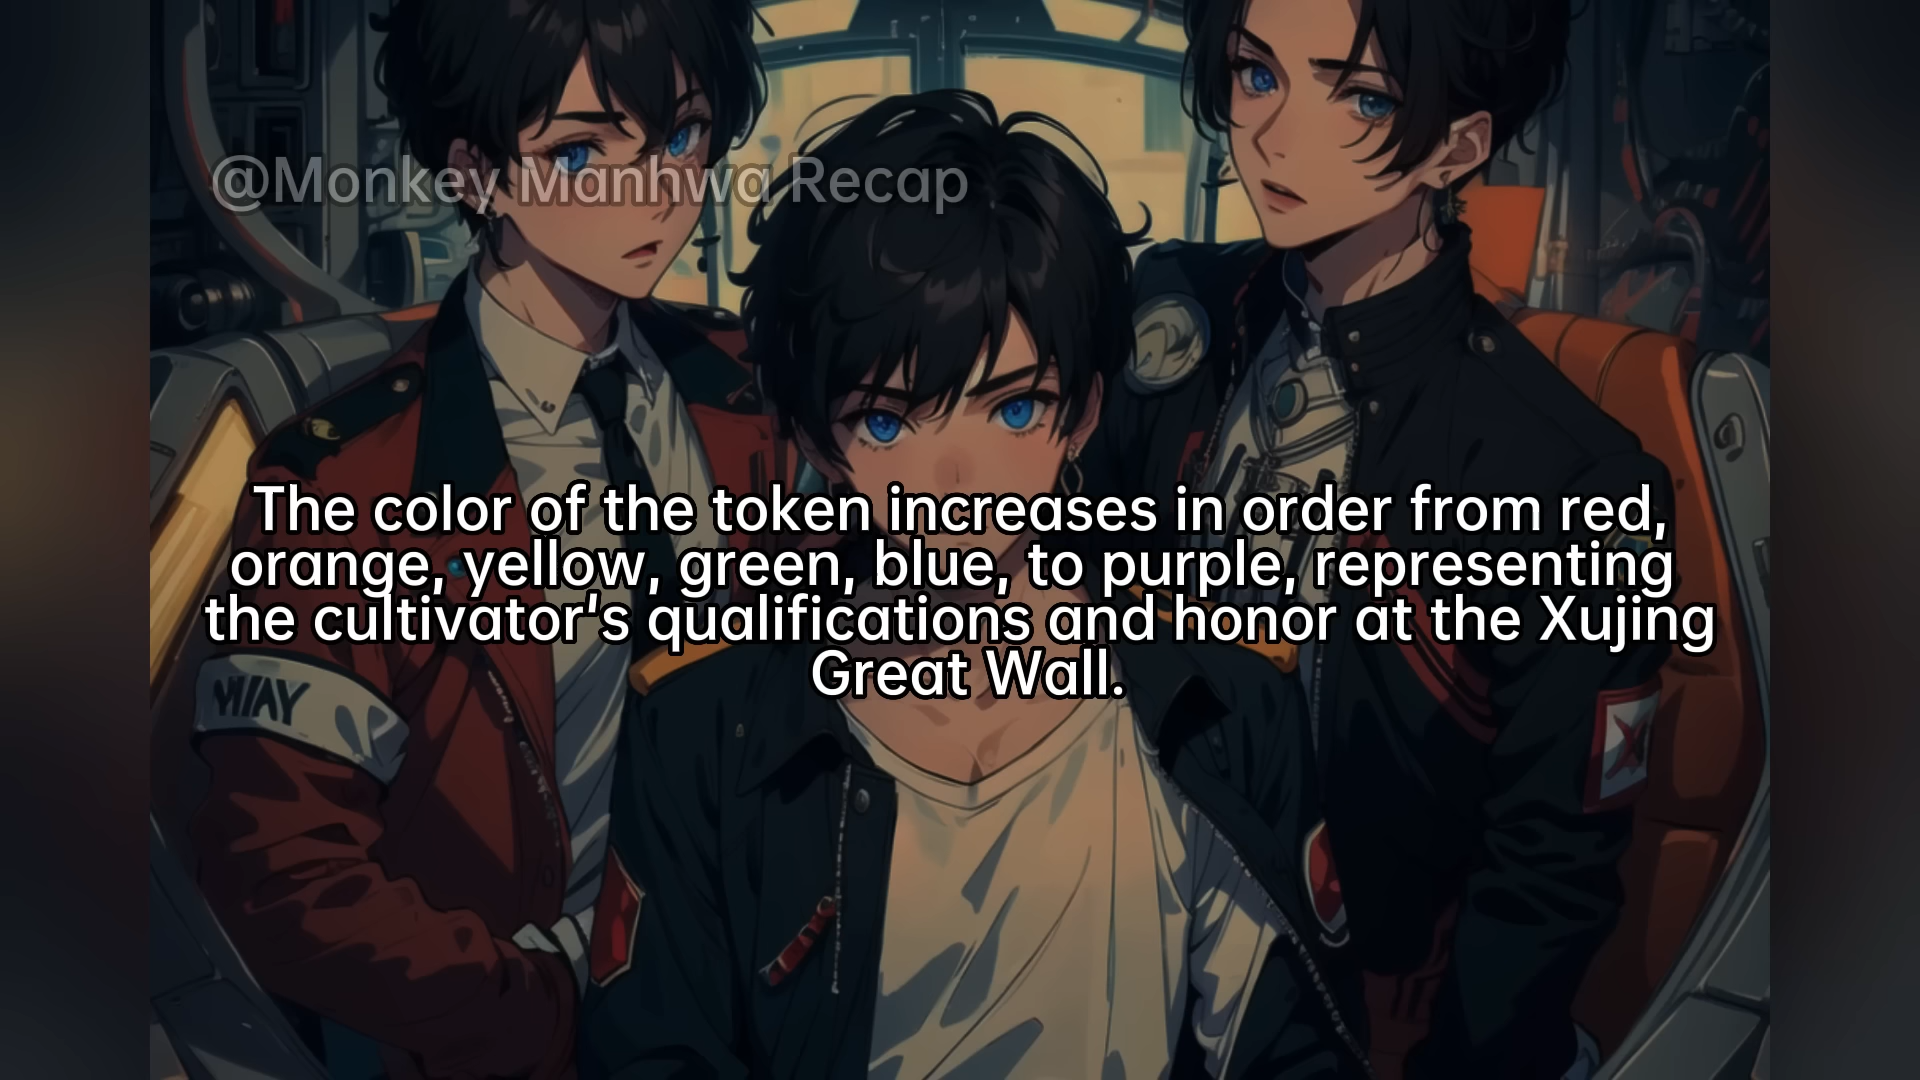 @Monkey Manhwa Recap
The color of the token increases in order from red,
orange, yellow, green, blue, to purple, representing
the cultivator's qualifications and honor at the Xujing
Great Wall.